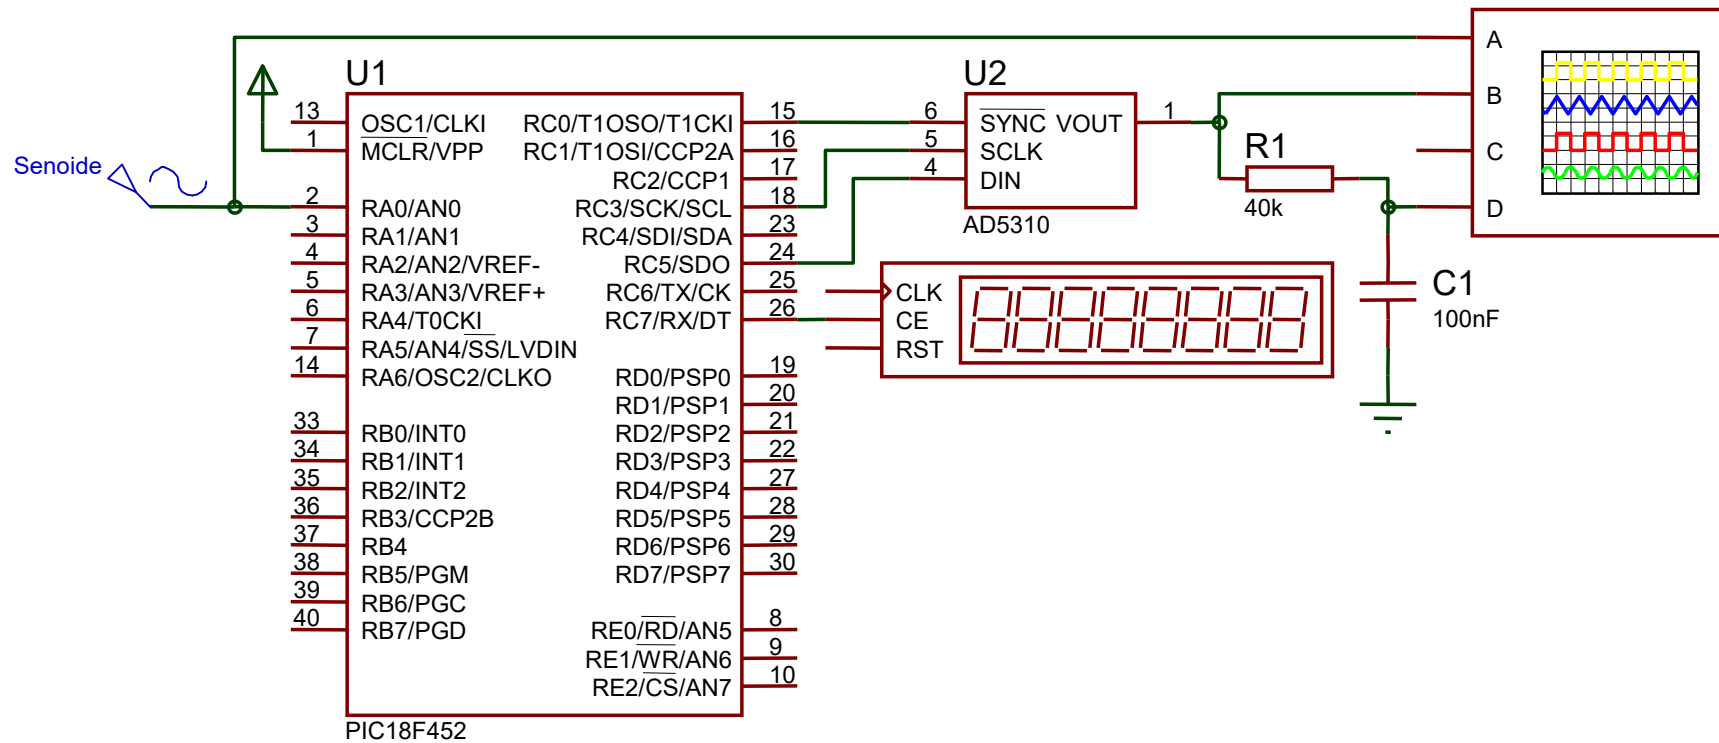 Senoide
U1
13 OSC1/CLKI
1 MCLR/VPP
2 RA0/AN0
3 RA1/AN1
4 RA2/AN2/VREF-
5 RA3/AN3/VREF+
6 RA4/T0CKI
7 RA5/AN4/SS/LVDIN
14 RA6/OSC2/CLKO
33 RB0/INT0
34 RB1/INT1
35 RB2/INT2
36 RB3/CCP2B
37 RB4
38 RB5/PGM
39 RB6/PGC
40 RB7/PGD
RC0/T1OSO/T1CKI 15
RC1/T1OSI/CCP2A 16
RC2/CCP1 17
RC3/SCK/SCL 18
RC4/SDI/SDA 23
RC5/SDO 24
RC6/TX/CK 25
RC7/RX/DT 26
RD0/PSP0 19
RD1/PSP1 20
RD2/PSP2 21
RD3/PSP3 22
RD4/PSP4 27
RD5/PSP5 28
RD6/PSP6 29
RD7/PSP7 30
RE0/RD/AN5 8
RE1/WR/AN6 9
RE2/CS/AN7 10
PIC18F452
U2
6 SYNC VOUT 1
5 SCLK
4 DIN
AD5310
CLK
CE
RST
R1
40k
C1
100nF
A
B
C
D